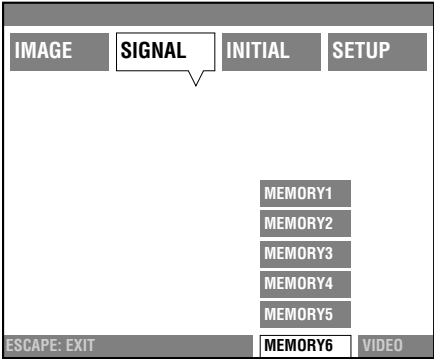 IMAGE SIGNAL INITIAL SETUP
MEMORY1
MEMORY2
MEMORY3
MEMORY4
MEMORY5
ESCAPE: EXIT MEMORY6 VIDEO